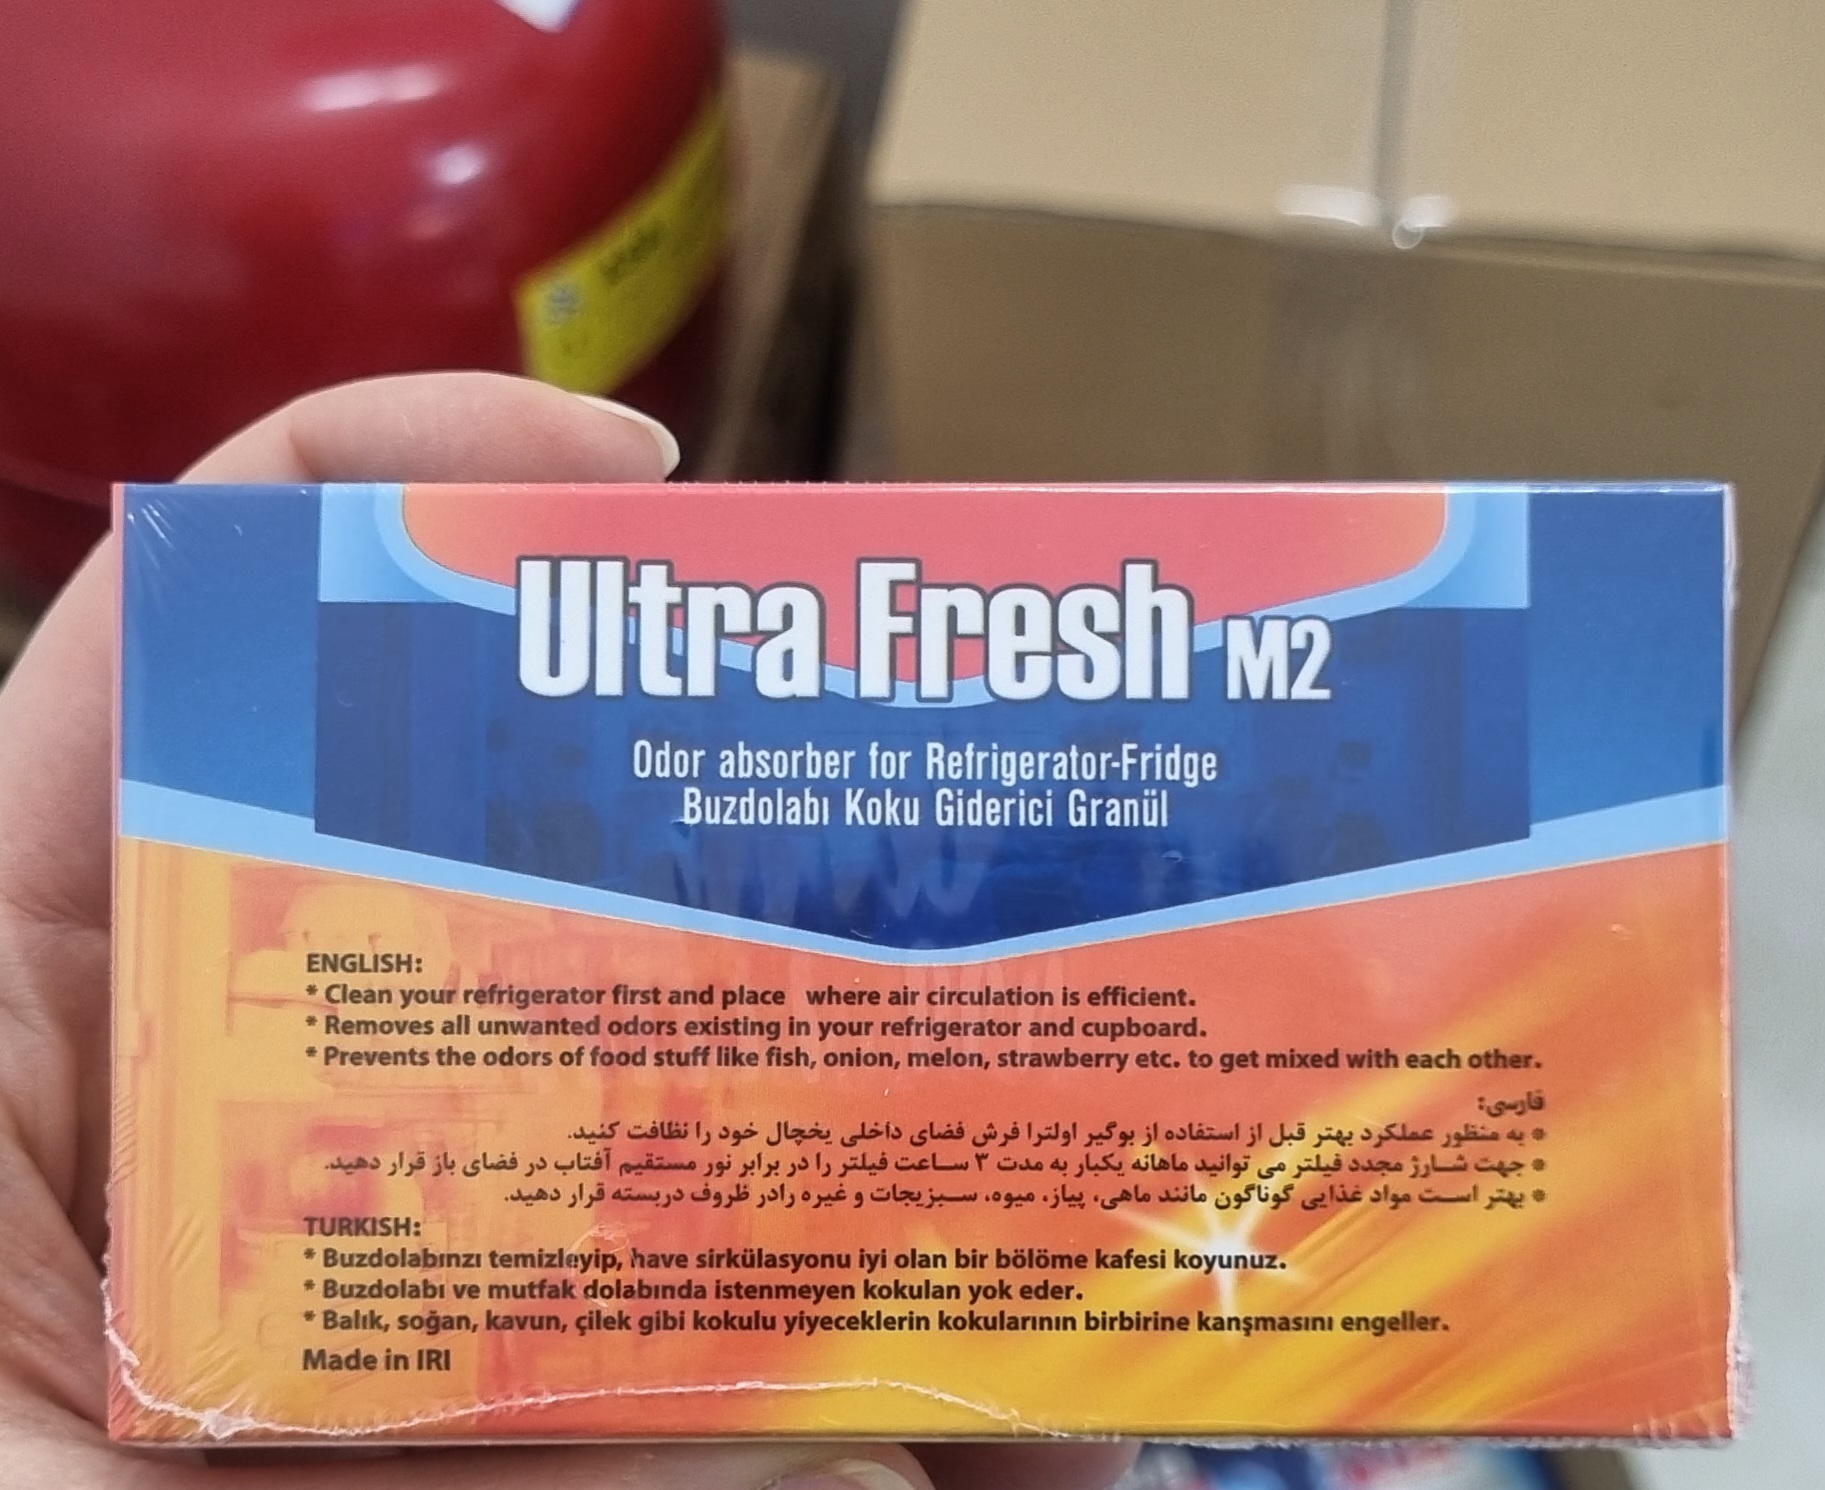 Ultra Fresh M2
Odor absorber for Refrigerator-Fridge
Buzdolabı Koku Giderici Granül
ENGLISH:
* Clean your refrigerator first and place where air circulation is efficient.
* Removes all unwanted odors existing in your refrigerator and cupboard.
* Prevents the odors of food stuff like fish, onion, melon, strawberry etc. to get mixed with each other.
فارسی:
* به منظور عملکرد بهتر قبل از استفاده از بوگیر اولترا فرش فضای داخلی یخچال خود را نظافت کنید.
* جهت شارژ مجدد فیلتر می توانید ماهانه یکبار به مدت ۳ ساعت فیلتر را در برابر نور مستقیم آفتاب در فضای باز قرار دهید.
* بهتر است مواد غذایی گوناگون مانند ماهی، پیاز، میوه، سبزیجات و غیره رادر ظروف دربسته قرار دهید.
TURKISH:
* Buzdolabınzı temizleyip, have sirkülasyonu iyi olan bir bölöme kafesi koyunuz.
* Buzdolabı ve mutfak dolabında istenmeyen kokulan yok eder.
* Balık, soğan, kavun, çilek gibi kokulu yiyeceklerin kokularının birbirine kanşmasını engeller.
Made in IRI